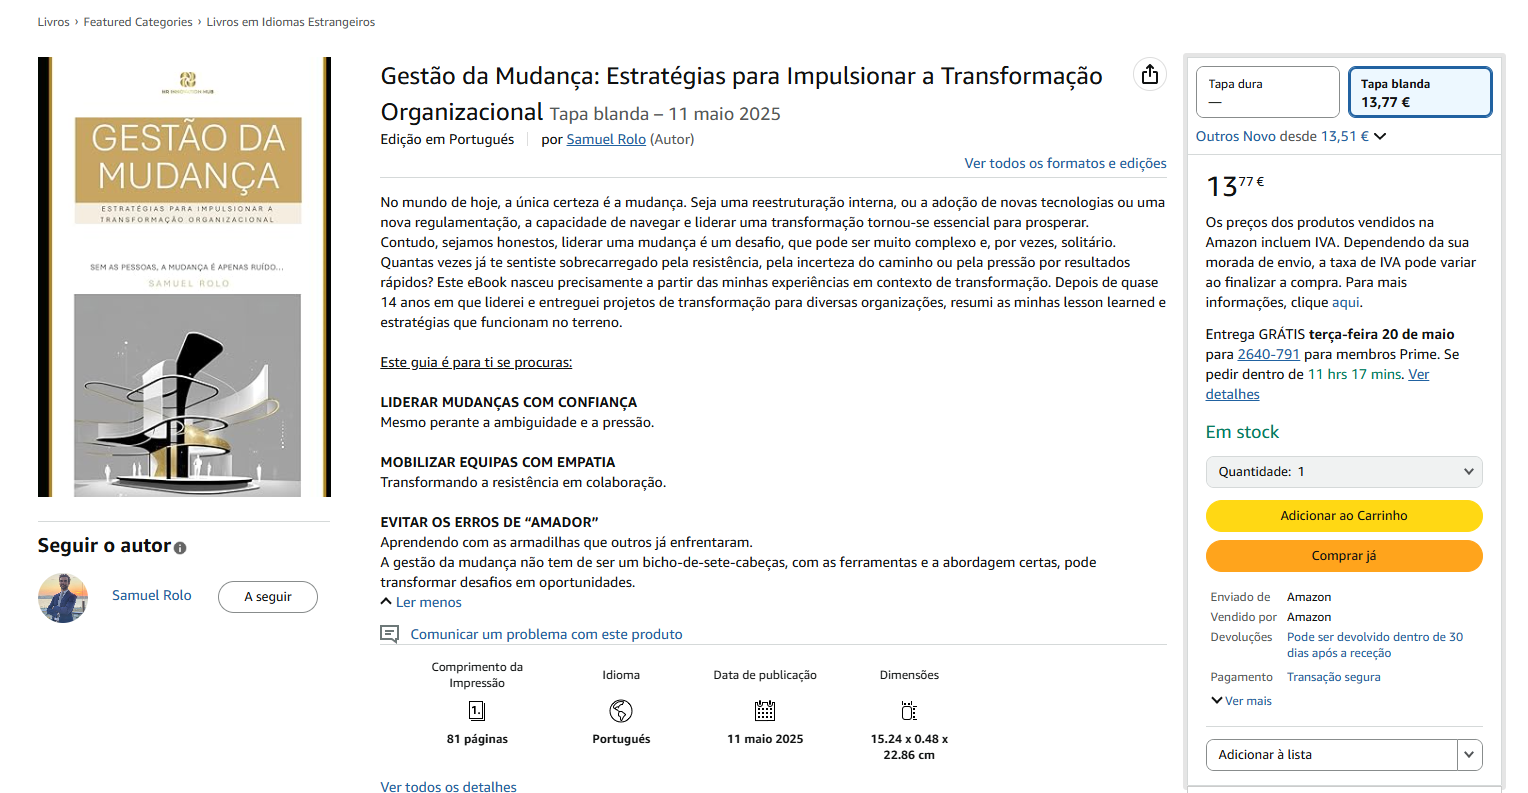 Livros › Featured Categories › Livros em Idiomas Estrangeiros
HR INNOVATION HUB
GESTÃO DA
MUDANÇA
ESTRATÉGIAS PARA IMPULSIONAR A
TRANSFORMAÇÃO ORGANIZACIONAL
SEM AS PESSOAS, A MUDANÇA É APENAS RUÍDO...
SAMUEL ROLO
Seguir o autor
Samuel Rolo
A seguir
Gestão da Mudança: Estratégias para Impulsionar a Transformação
Organizacional Tapa blanda – 11 maio 2025
Edição em Portugués
por Samuel Rolo (Autor)
Ver todos os formatos e edições
No mundo de hoje, a única certeza é a mudança. Seja uma reestruturação interna, ou a adoção de novas tecnologias ou uma
nova regulamentação, a capacidade de navegar e liderar uma transformação tornou-se essencial para prosperar.
Contudo, sejamos honestos, liderar uma mudança é um desafio, que pode ser muito complexo e, por vezes, solitário.
Quantas vezes já te sentiste sobrecarregado pela resistência, pela incerteza do caminho ou pela pressão por resultados
rápidos? Este eBook nasceu precisamente a partir das minhas experiências em contexto de transformação. Depois de quase
14 anos em que liderei e entreguei projetos de transformação para diversas organizações, resumi as minhas lesson learned e
estratégias que funcionam no terreno.
Este guia é para ti se procuras:
LIDERAR MUDANÇAS COM CONFIANÇA
Mesmo perante a ambiguidade e a pressão.
MOBILIZAR EQUIPAS COM EMPATIA
Transformando a resistência em colaboração.
EVITAR OS ERROS DE “AMADOR”
Aprendendo com as armadilhas que outros já enfrentaram.
A gestão da mudança não tem de ser um bicho-de-sete-cabeças, com as ferramentas e a abordagem certas, pode
transformar desafios em oportunidades.
Ler menos
Comunicar um problema com este produto
Comprimento da
Impressão
1.
81 páginas
Idioma
Portugués
Data de publicação
11 maio 2025
Dimensões
15.24 x 0.48 x
22.86 cm
Ver todos os detalhes
Tapa dura
—
Tapa blanda
13,77 €
Outros Novo desde 13,51 €
13 77 €
Os preços dos produtos vendidos na
Amazon incluem IVA. Dependendo da sua
morada de envio, a taxa de IVA pode variar
ao finalizar a compra. Para mais
informações, clique aqui.
Entrega GRÁTIS terça-feira 20 de maio
para 2640-791 para membros Prime. Se
pedir dentro de 11 hrs 17 mins. Ver
detalhes
Em stock
Quantidade: 1
Adicionar ao Carrinho
Comprar já
Enviado de Amazon
Vendido por Amazon
Devoluções Pode ser devolvido dentro de 30
dias após a receção
Pagamento Transação segura
Ver mais
Adicionar à lista